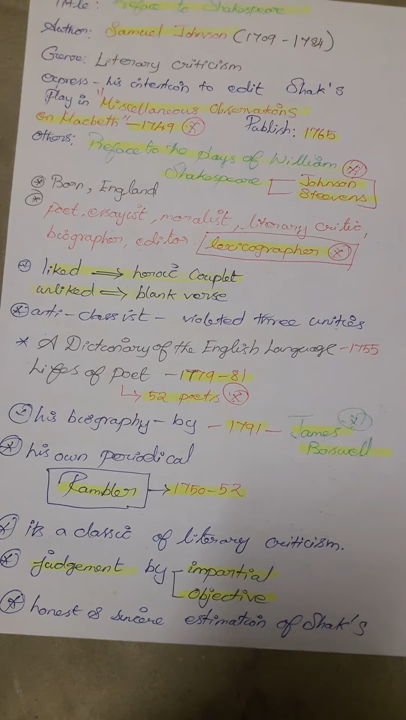 Title: Preface to Shakespeare
Author: Samuel Johnson (1709-1784)
Genre: Literary criticism
express - his intention to edit Shak's
play in "Miscellaneous Observations
on Macbeth" - 1749 Publish: 1765
Others: Preface to the plays of William
Shakespeare Johnson
Steevens
Born, England
Poet, essayist, moralist, literary critic,
biographer, editor. lexicographer
liked ⟹ horaic Couplet
unliked ⟹ blank verse
anti-classist - violated three unities
* A Dictionary of the English Language - 1755
Lifes of Poet - 1779-81
↳ 52 poets
his biography - by - 1791 - James
Boiswell
his own periodical
Rambler → 1750-52
its a classic of literary criticism.
judgement by impartial
Objective
honest & sincere estimation of Shak's